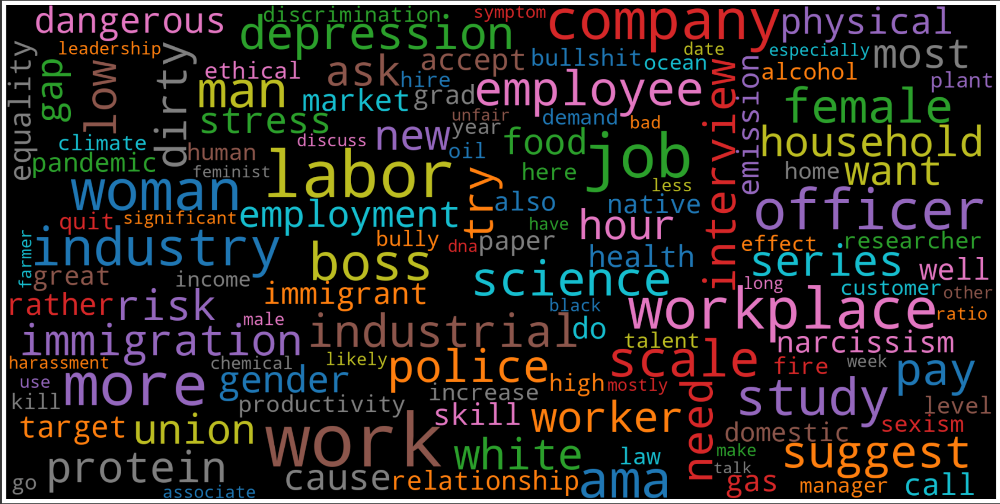 dangerous
discrimination
symptom
company
physical
depression
leadership
equality
gap
low
dirty
ethical
ask
accept
bullshit
date
especially
most
ocean
alcohol
hire
man
market
grad
employee
interview
emission
plant
female
stress
unfair
demand
bad
year
discuss
new
food
job
household
climate
pandemic
human
oil
feminist
labor
here
home
want
woman
try
also
less
native
officer
quit
significant
employment
have
hour
farmer
industry
bully
dna
paper
effect
researcher
boss
health
series
well
great
income
science
long
customer
other
rather
risk
immigrant
black
workplace
ratio
male
immigration
industrial
do
talent
narcissism
harassment
chemical
likely
police
scale
fire
week
pay
use
more
gender
high
mostly
increase
study
kill
productivity
level
target
union
skill
worker
need
sexism
domestic
work
white
law
make
suggest
protein
talk
go
cause
relationship
ama
gas
manager
call
associate